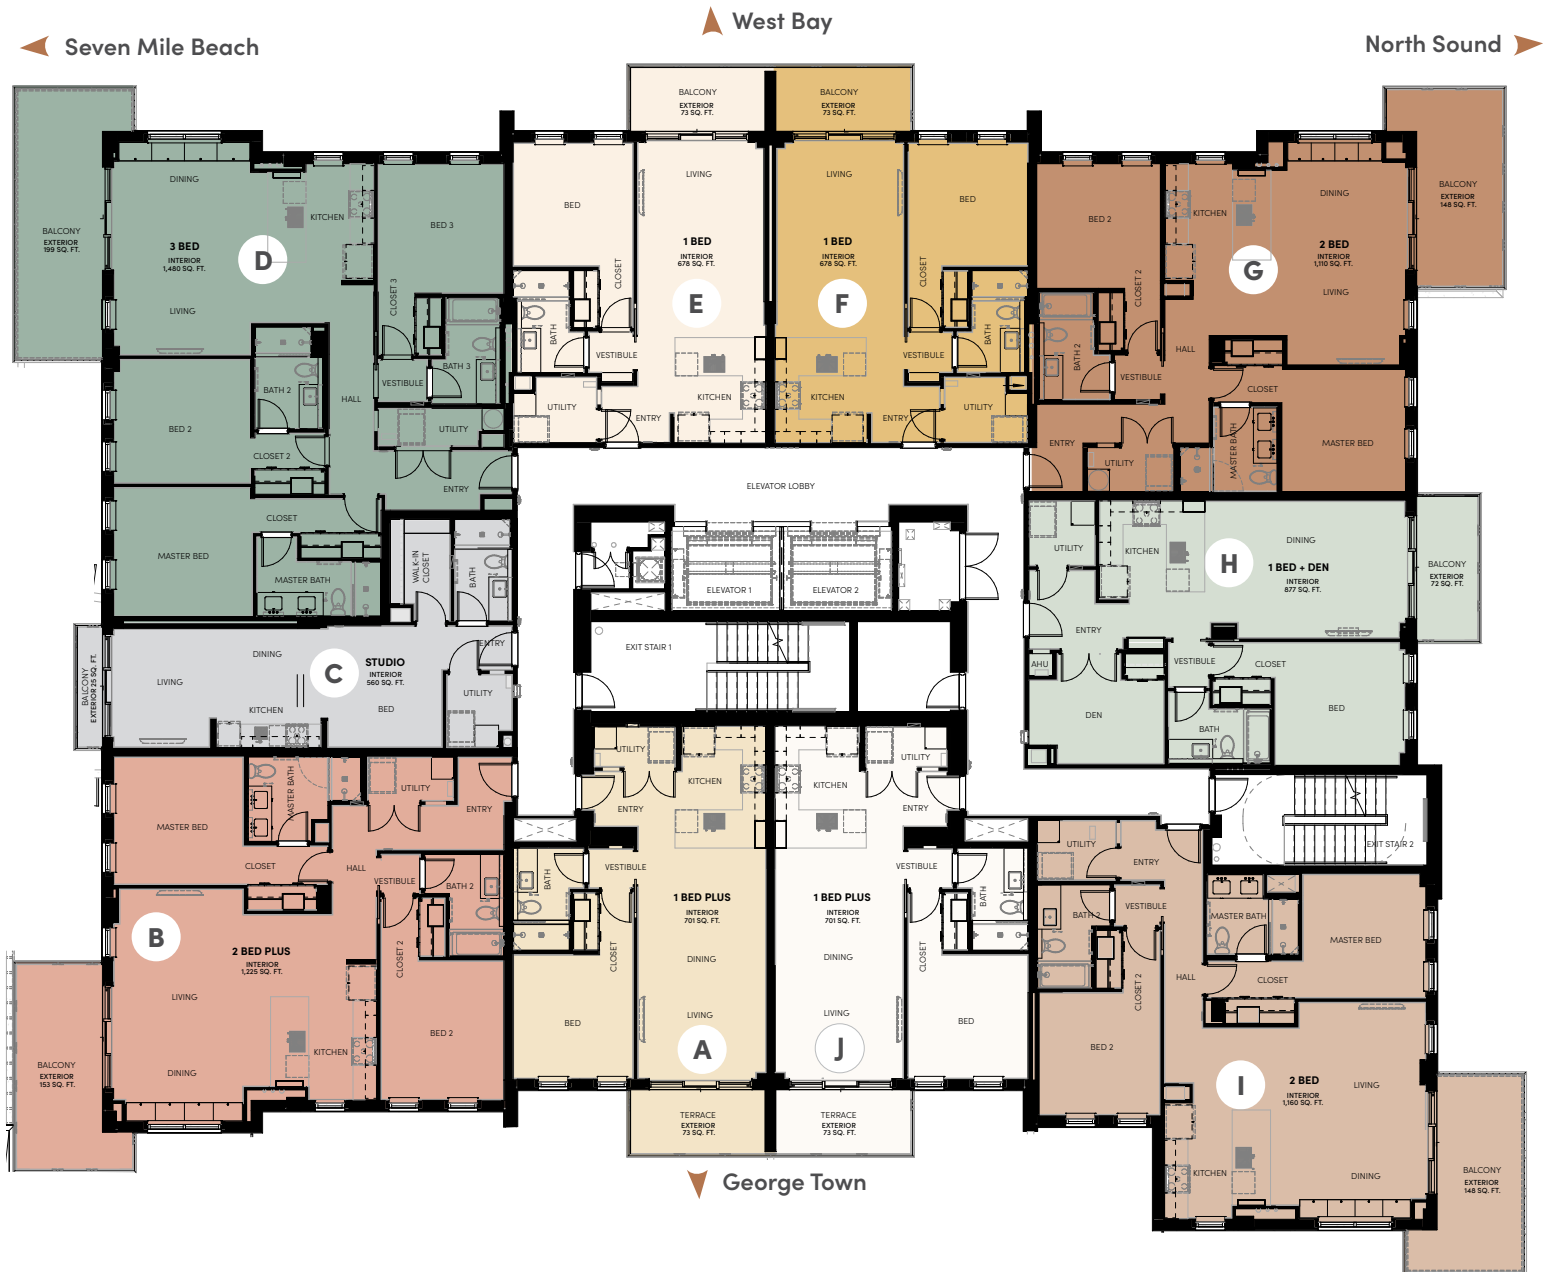 West Bay
Seven Mile Beach
North Sound
BALCONY
EXTERIOR
199 SQ. FT.
DINING
KITCHEN
3 BED
INTERIOR
1,480 SQ. FT.
D
LIVING
BED 3
CLOSET 3
BATH 3
VESTIBULE
BATH 2
HALL
BED 2
UTILITY
CLOSET 2
ENTRY
CLOSET
MASTER BED
MASTER BATH
BALCONY
EXTERIOR
73 SQ. FT.
BED
LIVING
1 BED
INTERIOR
678 SQ. FT.
E
CLOSET
BATH
VESTIBULE
KITCHEN
UTILITY
ENTRY
BALCONY
EXTERIOR
73 SQ. FT.
LIVING
BED
1 BED
INTERIOR
678 SQ. FT.
F
CLOSET
BATH
VESTIBULE
KITCHEN
UTILITY
ENTRY
BALCONY
EXTERIOR
148 SQ. FT.
BED 2
KITCHEN
DINING
2 BED
INTERIOR
1,110 SQ. FT.
G
LIVING
CLOSET 2
BATH 2
HALL
VESTIBULE
CLOSET
ENTRY
UTILITY
MASTER BATH
MASTER BED
ELEVATOR LOBBY
ELEVATOR 1
ELEVATOR 2
EXIT STAIR 1
WALK-IN
CLOSET
BATH
ENTRY
DINING
STUDIO
INTERIOR
560 SQ. FT.
C
LIVING
KITCHEN
BED
UTILITY
BALCONY
EXTERIOR 25 SQ. FT.
UTILITY
KITCHEN
DINING
H
1 BED + DEN
INTERIOR
877 SQ. FT.
BALCONY
EXTERIOR
72 SQ. FT.
ENTRY
AHU
VESTIBULE
CLOSET
DEN
BATH
BED
EXIT STAIR 2
MASTER BATH
UTILITY
ENTRY
MASTER BED
CLOSET
HALL
VESTIBULE
BATH 2
B
2 BED PLUS
INTERIOR
1,225 SQ. FT.
CLOSET 2
LIVING
BED 2
KITCHEN
DINING
BALCONY
EXTERIOR
153 SQ. FT.
UTILITY
KITCHEN
ENTRY
VESTIBULE
BATH
1 BED PLUS
INTERIOR
701 SQ. FT.
CLOSET
DINING
LIVING
BED
A
TERRACE
EXTERIOR
73 SQ. FT.
UTILITY
KITCHEN
ENTRY
VESTIBULE
BATH
1 BED PLUS
INTERIOR
701 SQ. FT.
CLOSET
DINING
LIVING
BED
J
TERRACE
EXTERIOR
73 SQ. FT.
UTILITY
ENTRY
VESTIBULE
BATH 2
MASTER BATH
MASTER BED
HALL
CLOSET
CLOSET 2
BED 2
I
2 BED
INTERIOR
1,160 SQ. FT.
LIVING
KITCHEN
DINING
BALCONY
EXTERIOR
148 SQ. FT.
George Town